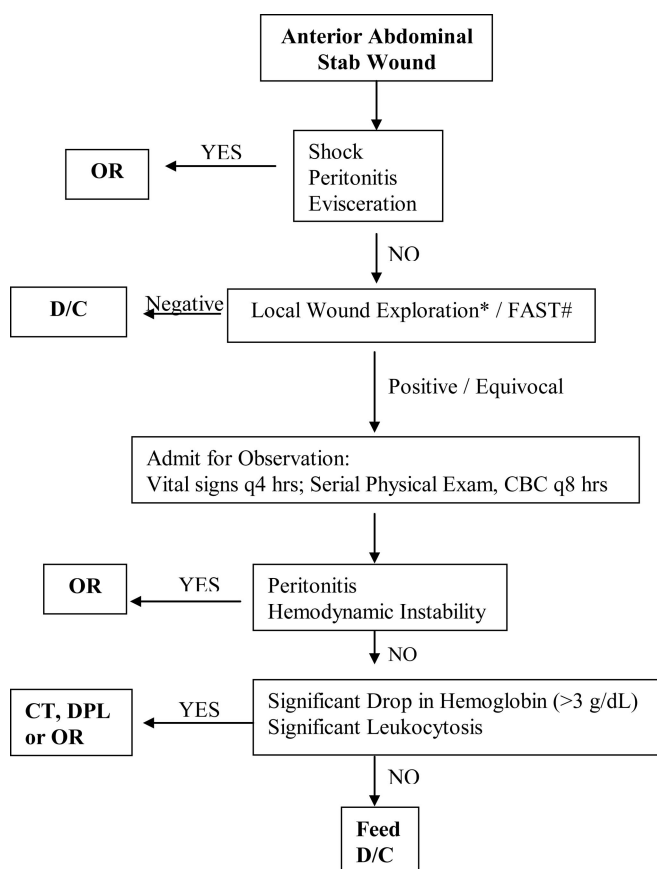 Anterior Abdominal
Stab Wound
OR
YES
Shock
Peritonitis
Evisceration
NO
D/C
Negative
Local Wound Exploration* / FAST#
Positive / Equivocal
Admit for Observation:
Vital signs q4 hrs; Serial Physical Exam, CBC q8 hrs
OR
YES
Peritonitis
Hemodynamic Instability
NO
CT, DPL
or OR
YES
Significant Drop in Hemoglobin (>3 g/dL)
Significant Leukocytosis
NO
Feed
D/C